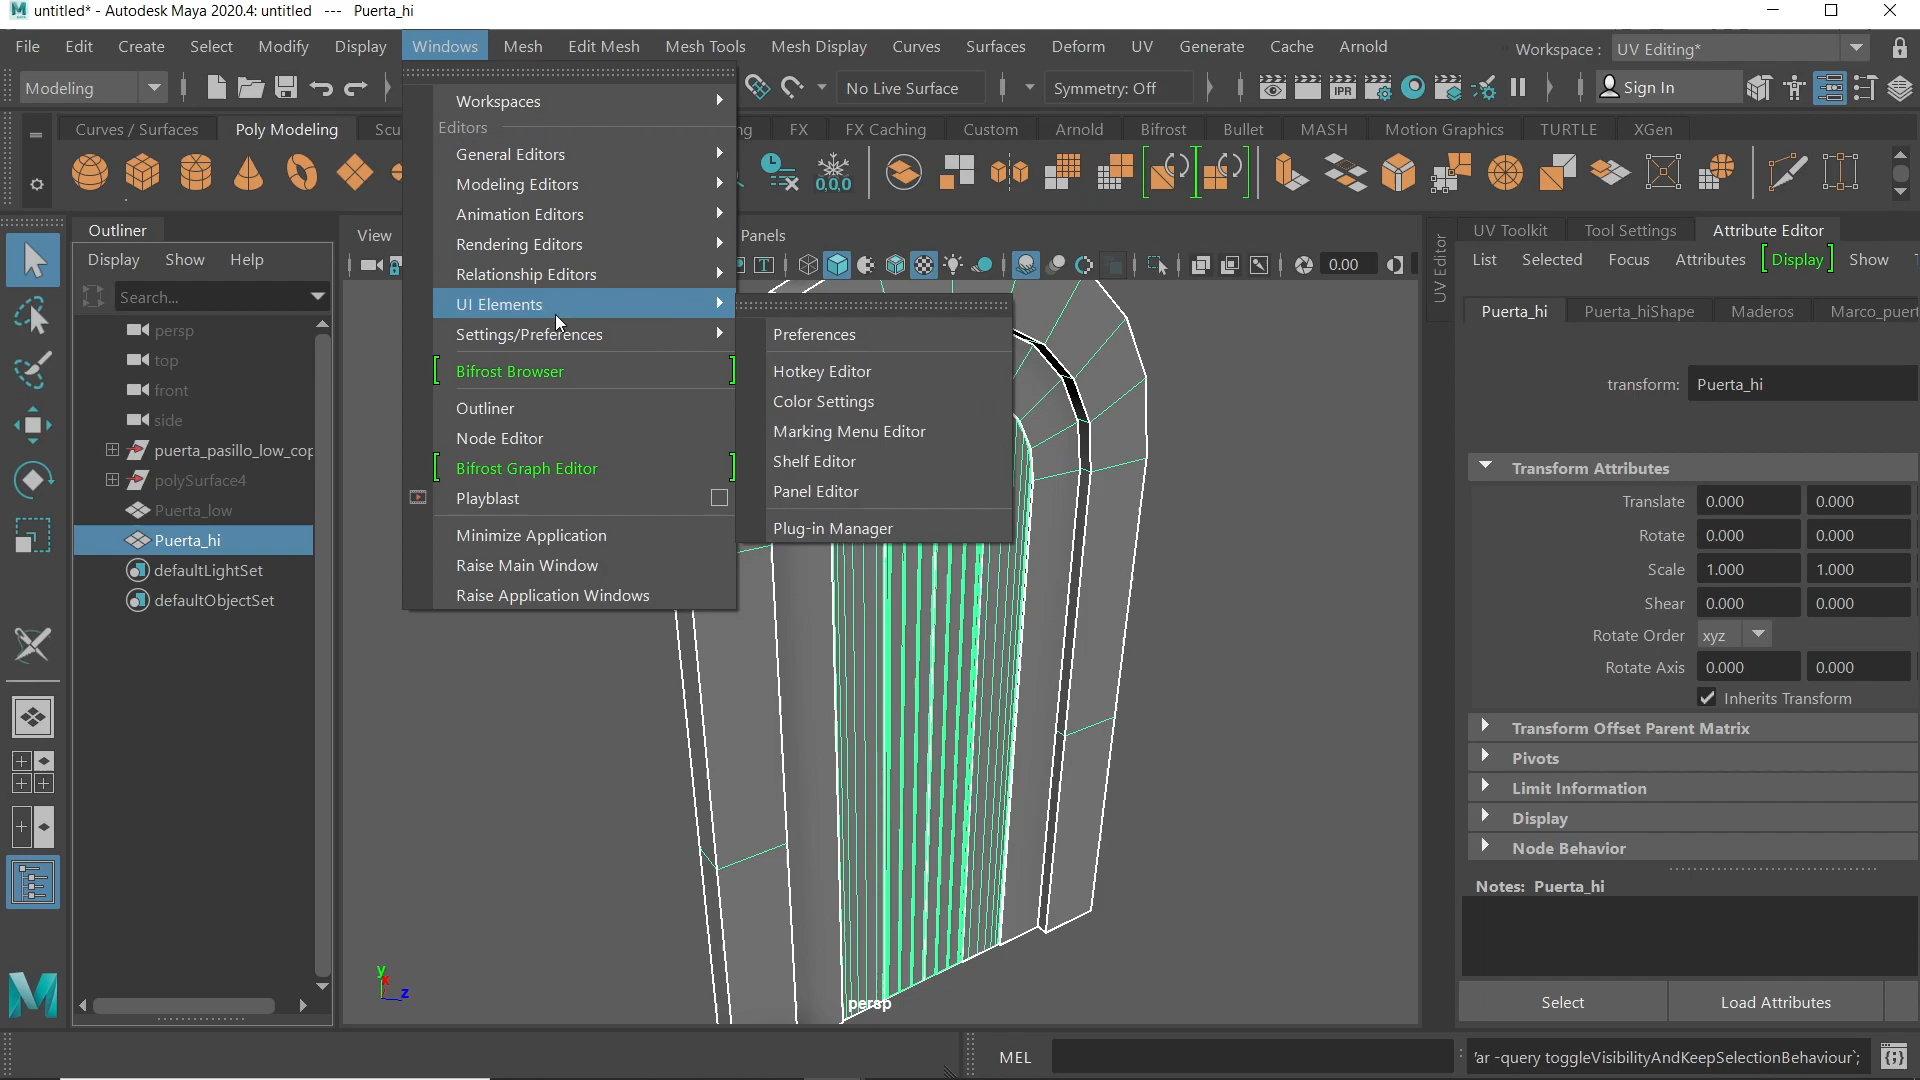 untitled* - Autodesk Maya 2020.4: untitled --- Puerta_hi
File Edit Create Select Modify Display Windows Mesh Edit Mesh Mesh Tools Mesh Display Curves Surfaces Deform UV Generate Cache Arnold Workspace : UV Editing*
Modeling No Live Surface Symmetry: Off IPR Sign In
Curves / Surfaces Poly Modeling Scu ng FX FX Caching Custom Arnold Bifrost Bullet MASH Motion Graphics TURTLE XGen
0,0,0
Outliner
Display Show Help
Search...
persp
top
front
side
puerta_pasillo_low_cop
polySurface4
Puerta_low
Puerta_hi
defaultLightSet
defaultObjectSet
Workspaces
Editors
General Editors
Modeling Editors
Animation Editors
Rendering Editors
Relationship Editors
UI Elements
Settings/Preferences
Bifrost Browser
Outliner
Node Editor
Bifrost Graph Editor
Playblast
Minimize Application
Raise Main Window
Raise Application Windows
Preferences
Hotkey Editor
Color Settings
Marking Menu Editor
Shelf Editor
Panel Editor
Plug-in Manager
View Panels
0.00
persp
y
x
z
UV Editor
UV Toolkit Tool Settings Attribute Editor
List Selected Focus Attributes Display Show
Puerta_hi Puerta_hiShape Maderos Marco_puert
transform: Puerta_hi
Transform Attributes
Translate 0.000 0.000
Rotate 0.000 0.000
Scale 1.000 1.000
Shear 0.000 0.000
Rotate Order xyz
Rotate Axis 0.000 0.000
Inherits Transform
Transform Offset Parent Matrix
Pivots
Limit Information
Display
Node Behavior
Notes: Puerta_hi
Select Load Attributes
MEL
'ar -query toggleVisibilityAndKeepSelectionBehaviour`;